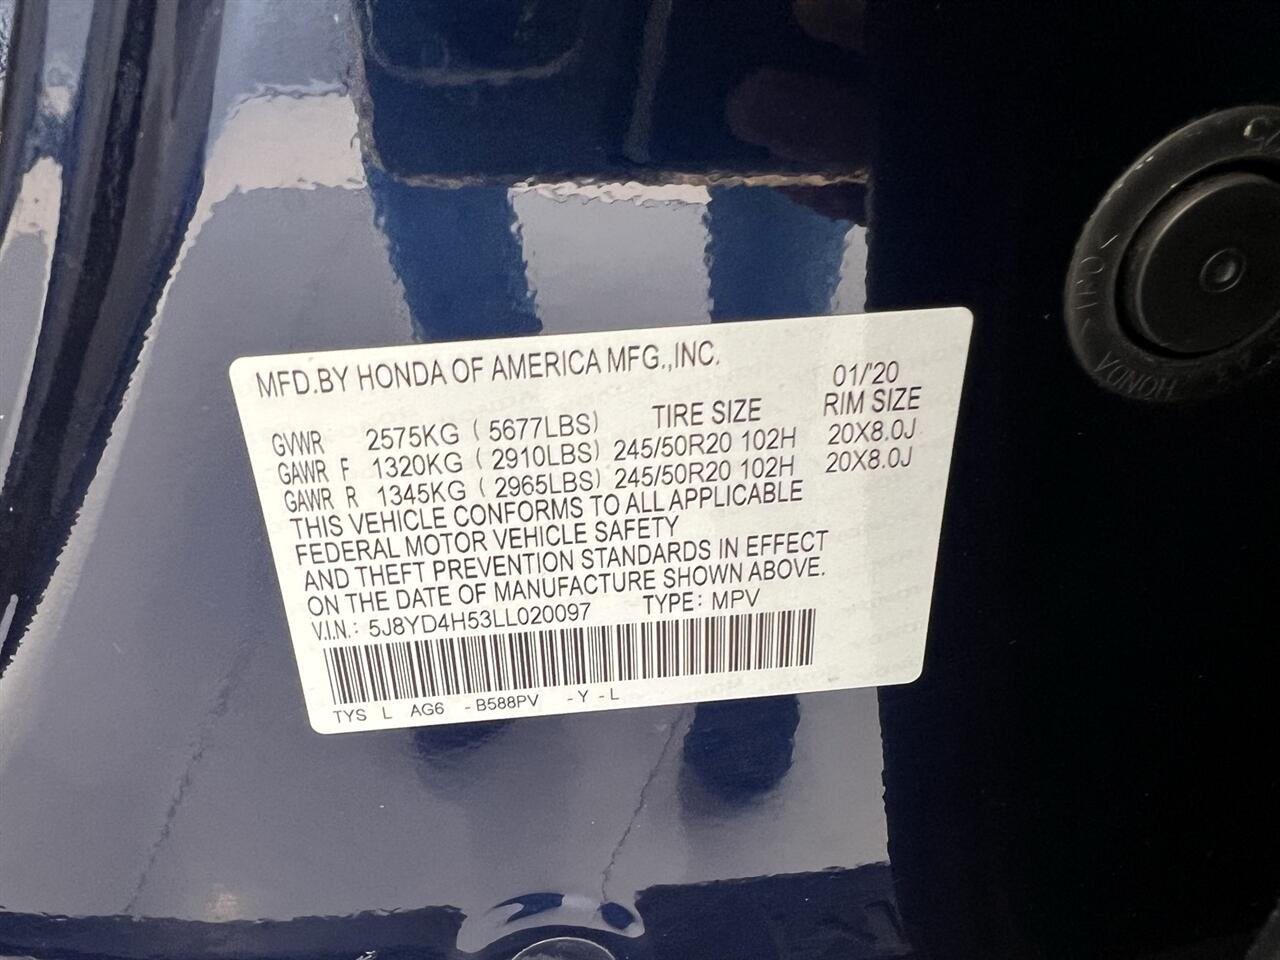 MFD.BY HONDA OF AMERICA MFG.,INC.
01/'20
GVWR 2575KG ( 5677LBS) TIRE SIZE RIM SIZE
GAWR F 1320KG ( 2910LBS) 245/50R20 102H 20X8.0J
GAWR R 1345KG ( 2965LBS) 245/50R20 102H 20X8.0J
THIS VEHICLE CONFORMS TO ALL APPLICABLE
FEDERAL MOTOR VEHICLE SAFETY
AND THEFT PREVENTION STANDARDS IN EFFECT
ON THE DATE OF MANUFACTURE SHOWN ABOVE.
V.I.N.: 5J8YD4H53LL020097 TYPE: MPV
TYS L AG6 -B588PV -Y -L
>TPO<
HONDA